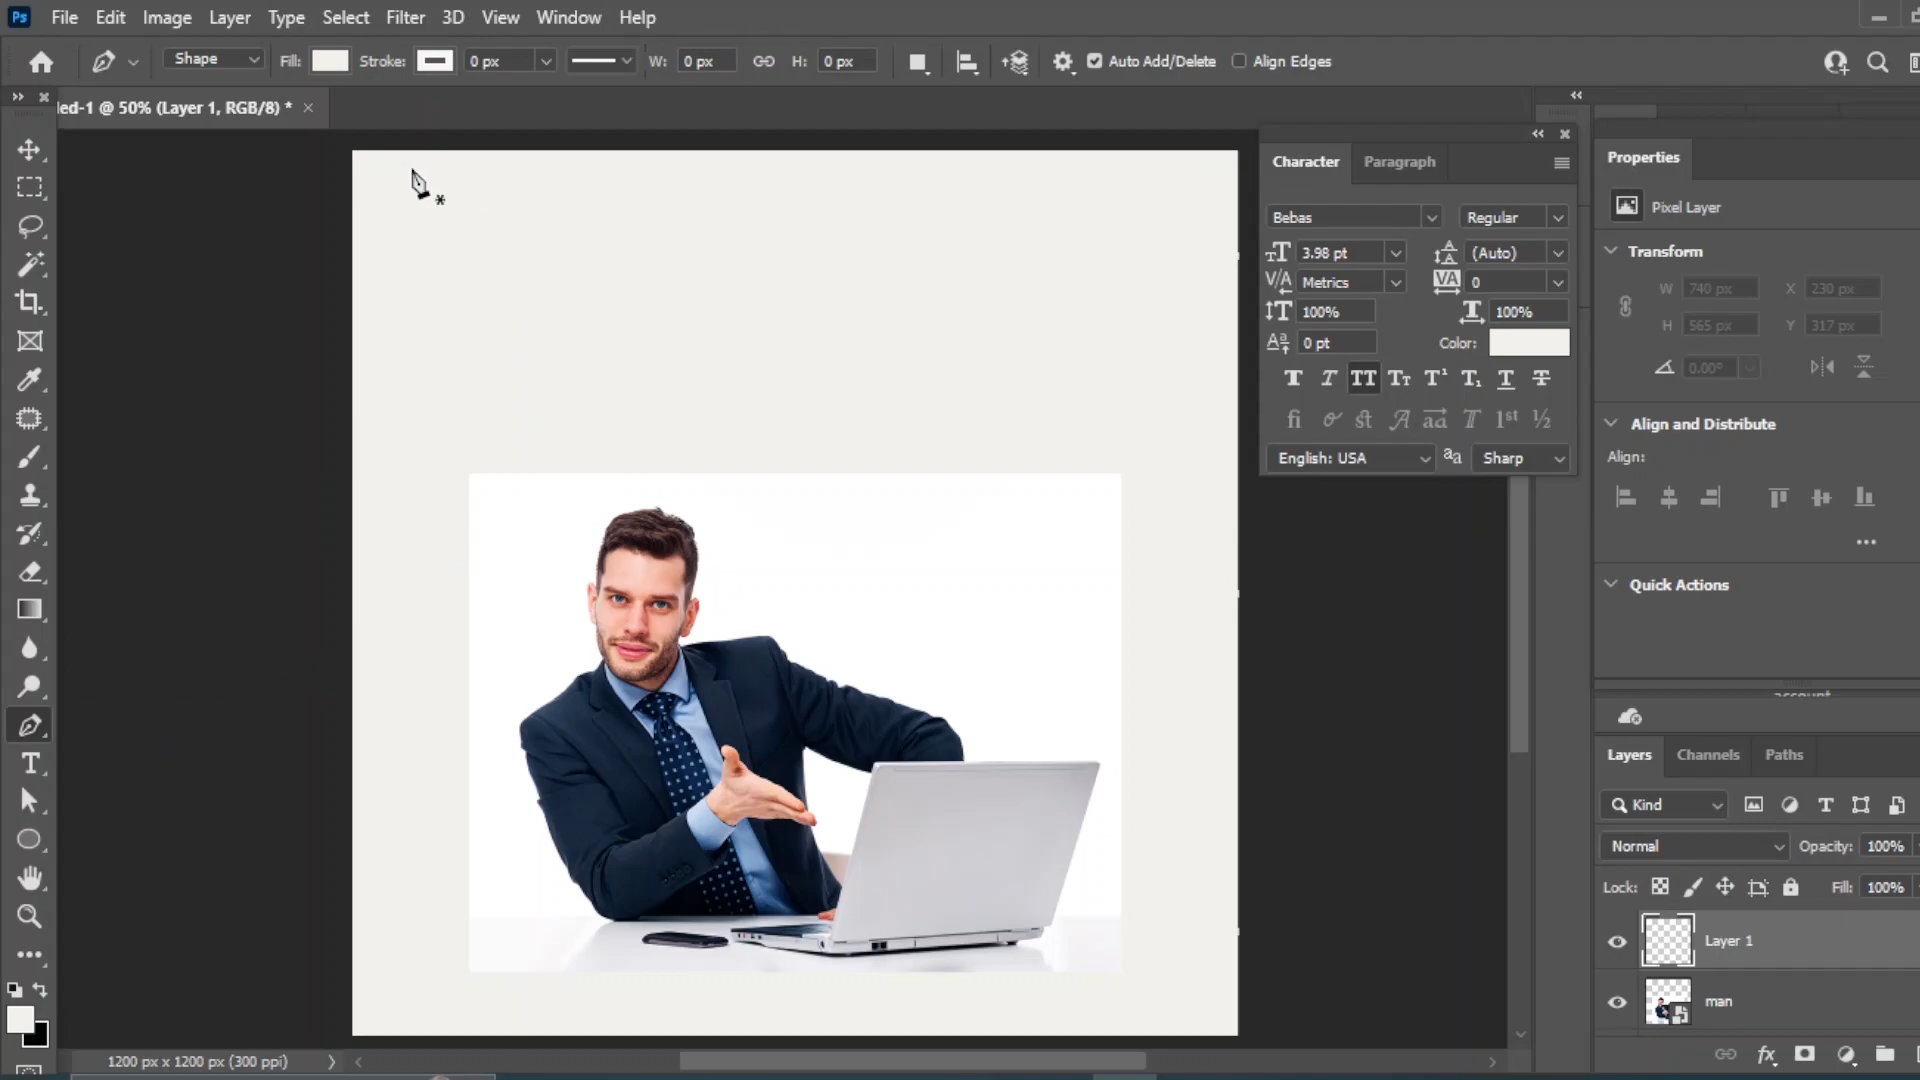 Ps File Edit Image Layer Type Select Filter 3D View Window Help
Shape Fill: Stroke: 0 px W: 0 px H: 0 px Auto Add/Delete Align Edges
led-1 @ 50% (Layer 1, RGB/8) *
Character Paragraph
Bebas Regular
3.98 pt (Auto)
Metrics 0
100% 100%
0 pt Color:
English: USA Sharp
Properties
Pixel Layer
Transform
W 740 px X 230 px
H 565 px Y 317 px
0.00°
Align and Distribute
Align:
Quick Actions
account
Layers Channels Paths
Kind
Normal Opacity: 100%
Lock: Fill: 100%
Layer 1
man
1200 px x 1200 px (300 ppi)